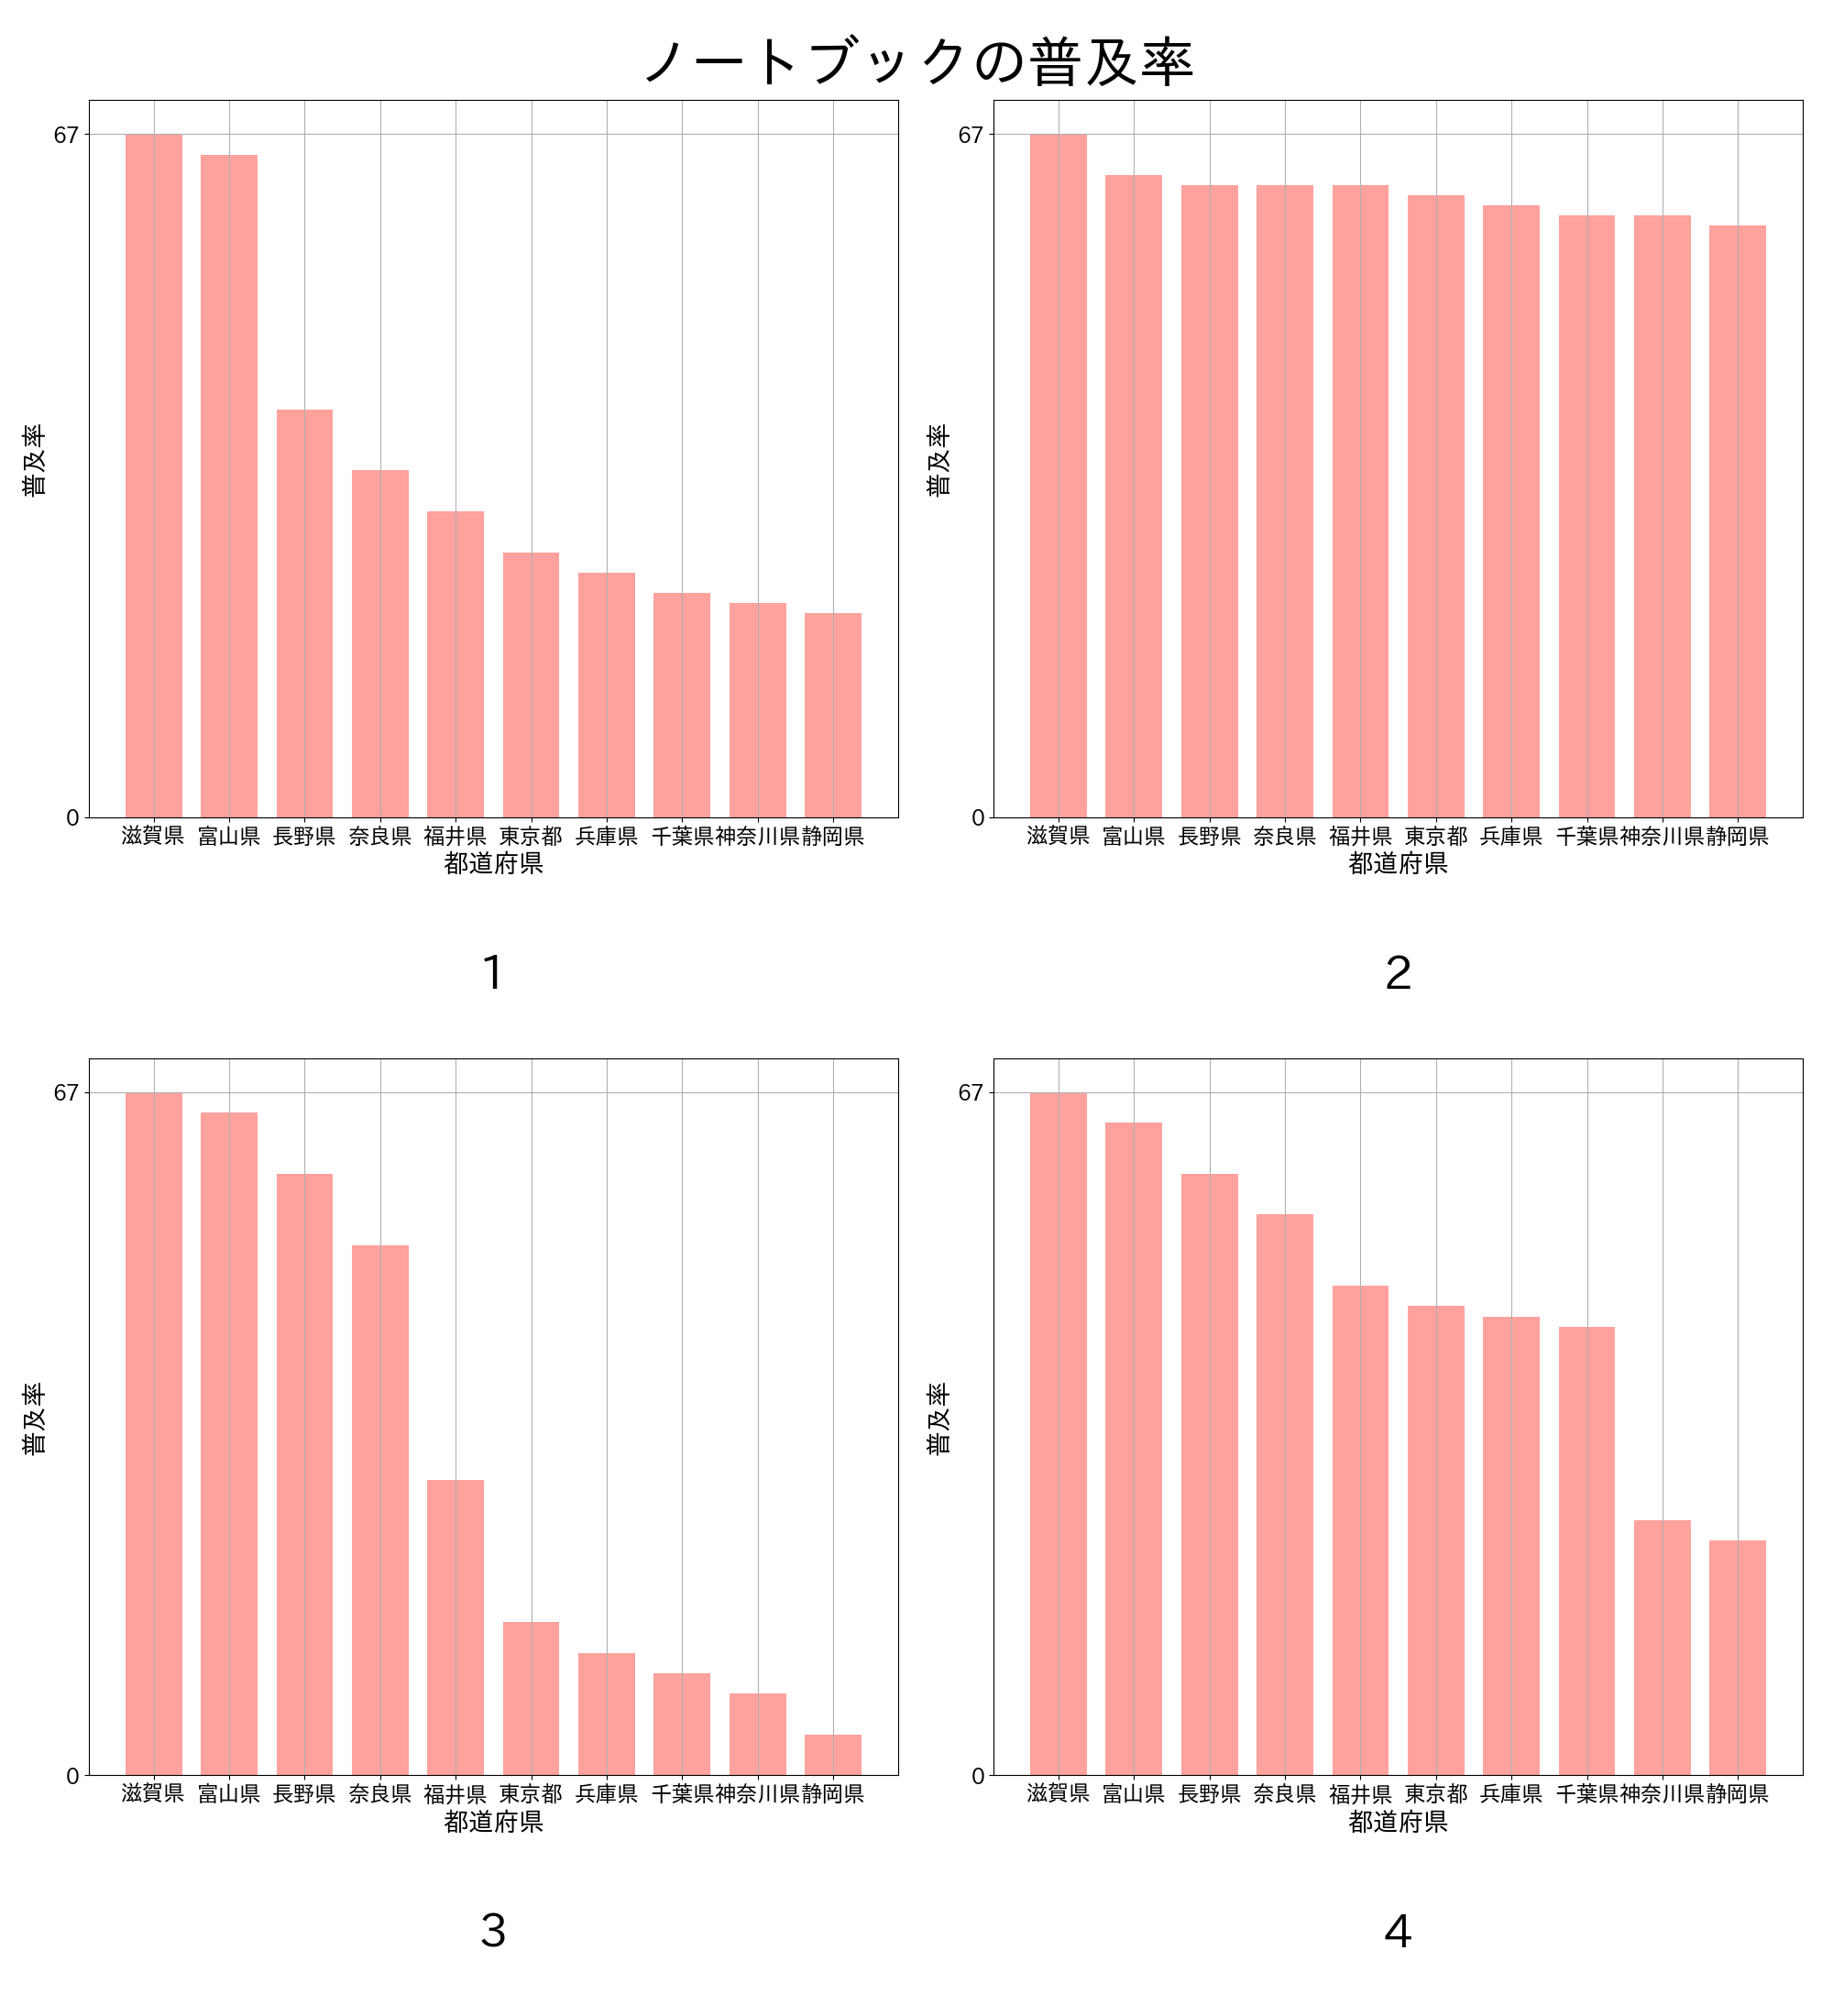 ノートブックの普及率
67
0
普及率
滋賀県 富山県 長野県 奈良県 福井県 東京都 兵庫県 千葉県 神奈川県 静岡県
都道府県
1
67
0
普及率
滋賀県 富山県 長野県 奈良県 福井県 東京都 兵庫県 千葉県 神奈川県 静岡県
都道府県
2
67
0
普及率
滋賀県 富山県 長野県 奈良県 福井県 東京都 兵庫県 千葉県 神奈川県 静岡県
都道府県
3
67
0
普及率
滋賀県 富山県 長野県 奈良県 福井県 東京都 兵庫県 千葉県 神奈川県 静岡県
都道府県
4